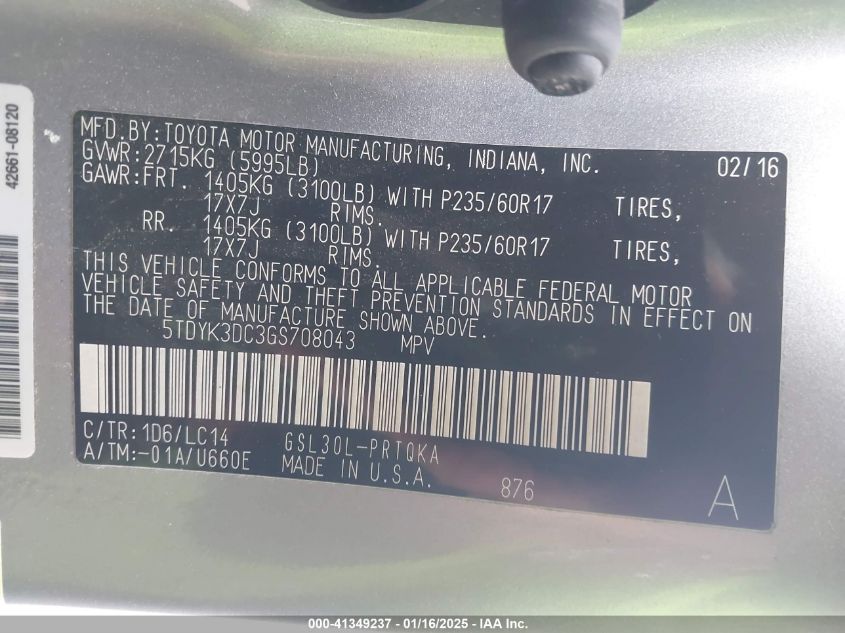 42661-08120
MFD.BY:TOYOTA MOTOR MANUFACTURING, INDIANA, INC. 02/16
GVWR:2715KG (5995LB)
GAWR:FRT. 1405KG (3100LB) WITH P235/60R17 TIRES,
17X7J RIMS.
RR. 1405KG (3100LB) WITH P235/60R17 TIRES,
17X7J RIMS.
THIS VEHICLE CONFORMS TO ALL APPLICABLE FEDERAL MOTOR
VEHICLE SAFETY AND THEFT PREVENTION STANDARDS IN EFFECT ON
THE DATE OF MANUFACTURE SHOWN ABOVE.
5TDYK3DC3GS708043 MPV
C/TR:1D6/LC14 GSL30L-PRTQKA
A/TM:-01A/U660E MADE IN U.S.A. 876 A
000-41349237 - 01/16/2025 - IAA Inc.